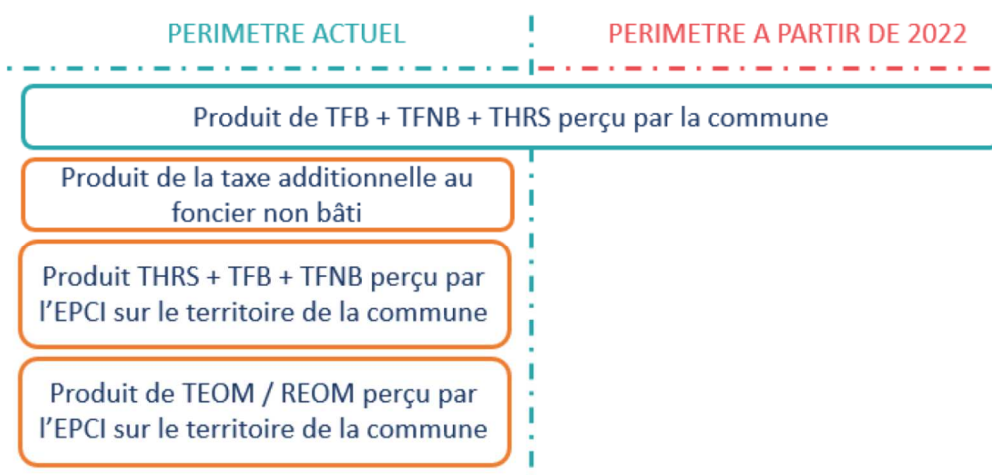 PERIMETRE ACTUEL
PERIMETRE A PARTIR DE 2022
Produit de TFB + TFNB + THRS perçu par la commune
Produit de la taxe additionnelle au
foncier non bâti
Produit THRS + TFB + TFNB perçu par
l’EPCI sur le territoire de la commune
Produit de TEOM / REOM perçu par
l’EPCI sur le territoire de la commune